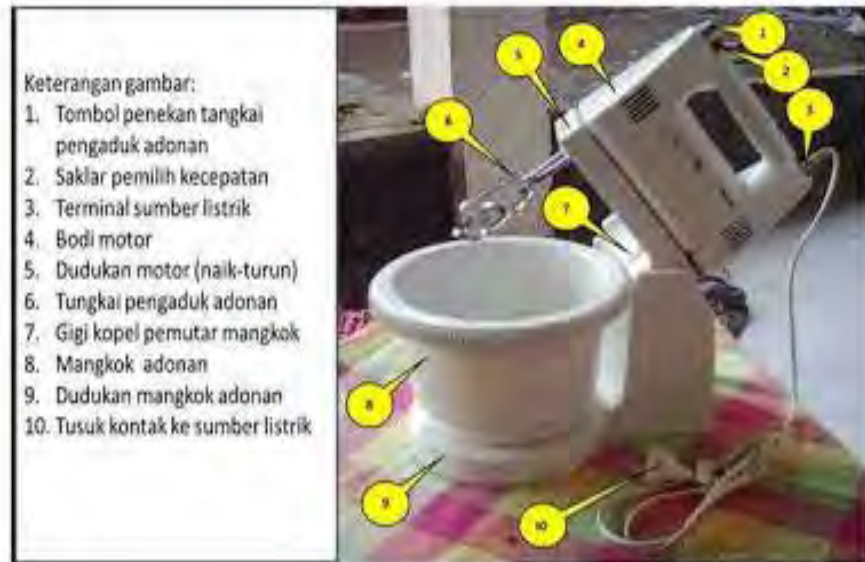 Keterangan gambar:
1. Tombol penekan tangkai
pengaduk adonan
2. Saklar pemilih kecepatan
3. Terminal sumber listrik
4. Bodi motor
5. Dudukan motor (naik-turun)
6. Tungkai pengaduk adonan
7. Gigi kopel pemutar mangkok
8. Mangkok adonan
9. Dudukan mangkok adonan
10. Tusuk kontak ke sumber listrik
1
2
3
4
5
6
7
8
9
10